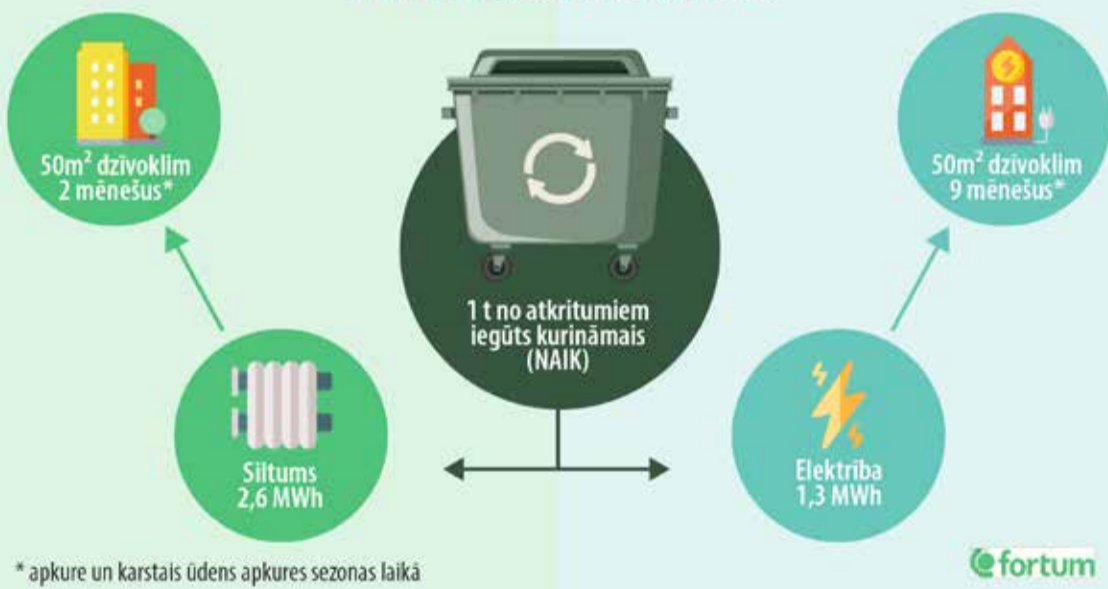 50m² dzīvoklim
2 mēnešus*
50m² dzīvoklim
9 mēnešus*
1 t no atkritumiem
iegūts kurināmais
(NAIK)
Siltums
2,6 MWh
Elektrība
1,3 MWh
* apkure un karstais ūdens apkures sezonas laikā
fortum